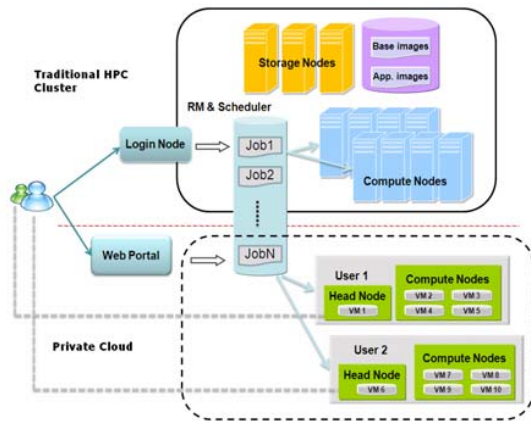 Traditional HPC
Cluster
Storage Nodes
Base images
App. images
RM & Scheduler
Login Node
Job1
Job2
Compute Nodes
Web Portal
JobN
User 1
Head Node
VM 1
Compute Nodes
VM 2
VM 3
VM 4
VM 5
Private Cloud
User 2
Head Node
VM 6
Compute Nodes
VM 7
VM 8
VM 9
VM 10